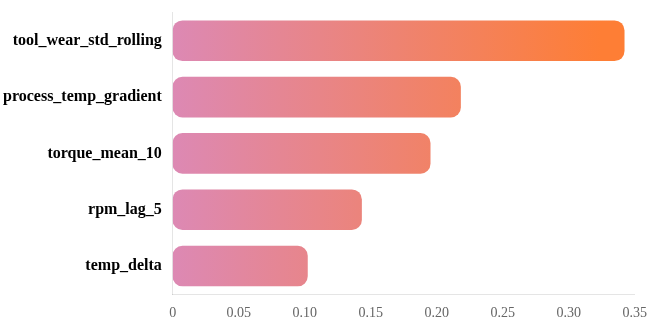 tool_wear_std_rolling
process_temp_gradient
torque_mean_10
rpm_lag_5
temp_delta
0 0.05 0.10 0.15 0.20 0.25 0.30 0.35